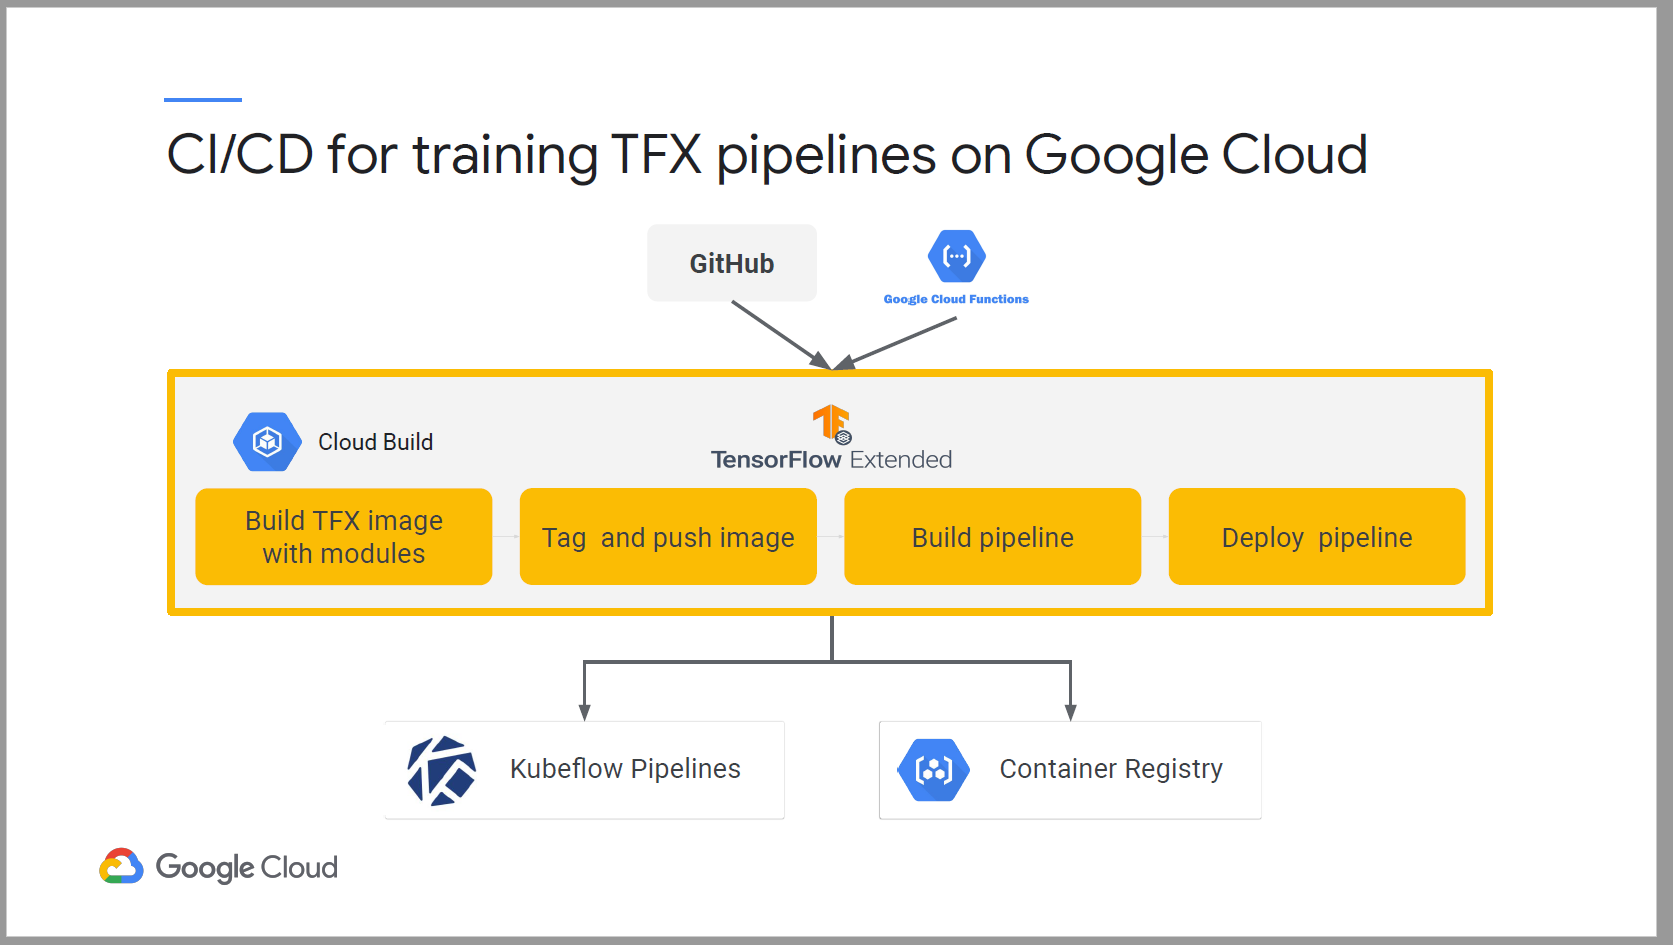 CI/CD for training TFX pipelines on Google Cloud
GitHub
Google Cloud Functions
Cloud Build
TensorFlow Extended
Build TFX image
with modules
Tag and push image
Build pipeline
Deploy pipeline
Kubeflow Pipelines
Container Registry
Google Cloud